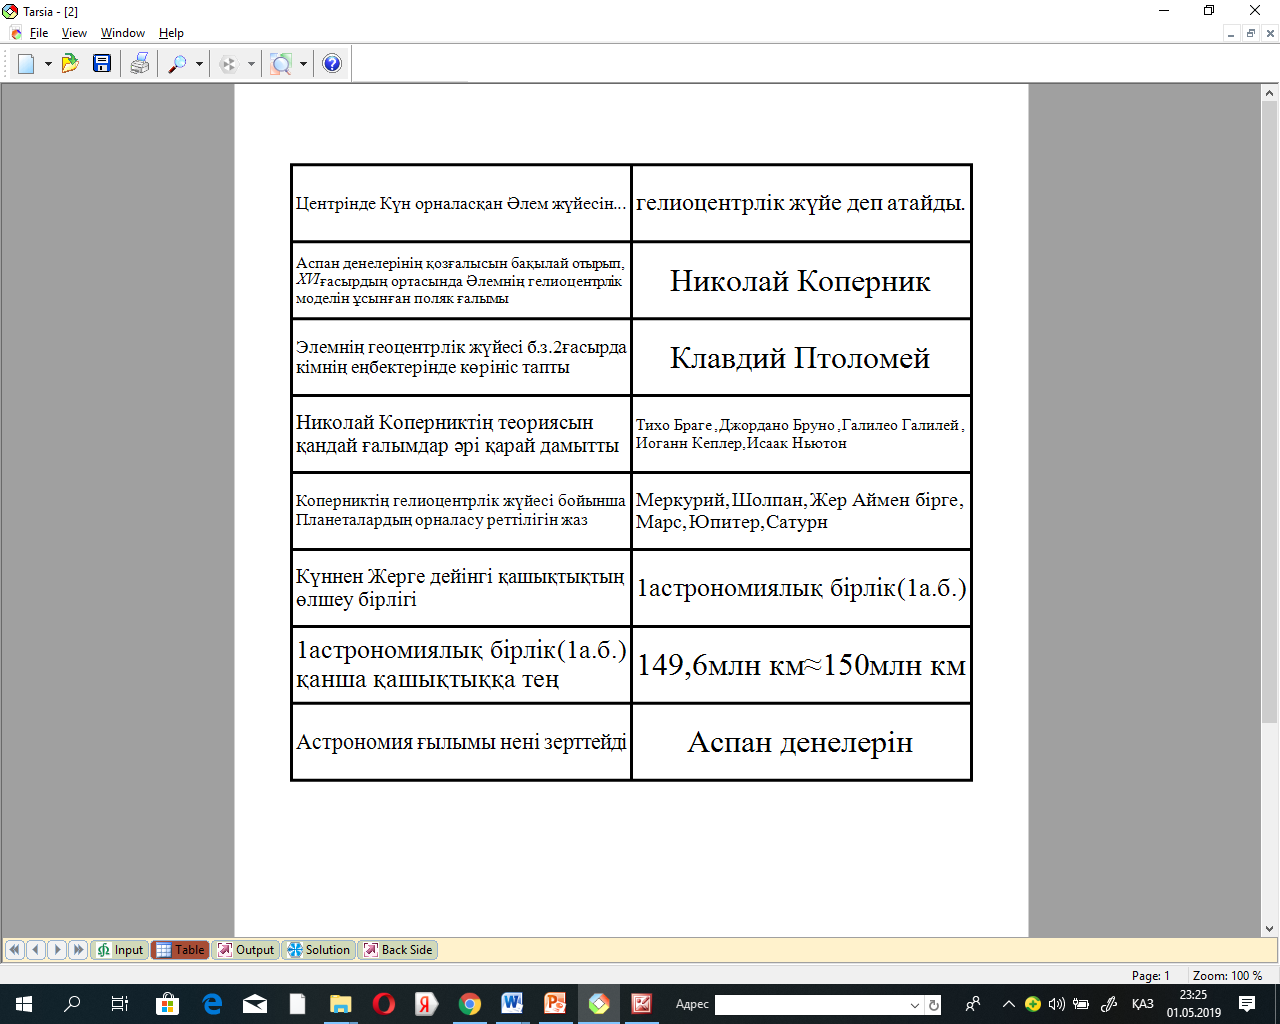 Tarsia - [2]
File View Window Help
Центрінде Күн орналасқан Әлем жүйесін...
гелиоцентрлік жүйе деп атайды.
Аспан денелерінің қозғалысын бақылай отырып,
ХVI ғасырдың ортасында Әлемнің гелиоцентрлік
моделін ұсынған поляк ғалымы
Николай Коперник
Элемнің геоцентрлік жүйесі б.з.2ғасырда
кімнің еңбектерінде көрініс тапты
Клавдий Птоломей
Николай Коперниктің теориясын
қандай ғалымдар әрі қарай дамытты
Тихо Браге,Джордано Бруно,Галилео Галилей,
Иоганн Кеплер,Исаак Ньютон
Коперниктің гелиоцентрлік жүйесі бойынша
Планеталардың орналасу реттілігін жаз
Меркурий,Шолпан,Жер Аймен бірге,
Марс,Юпитер,Сатурн
Күннен Жерге дейінгі қашықтықтың
өлшеу бірлігі
1астрономиялық бірлік(1а.б.)
1астрономиялық бірлік(1а.б.)
қанша қашықтыққа тең
149,6млн км≈150млн км
Астрономия ғылымы нені зерттейді
Аспан денелерін
Input Table Output Solution Back Side
Page: 1 Zoom: 100 %
Адрес
ҚАЗ
23:25
01.05.2019